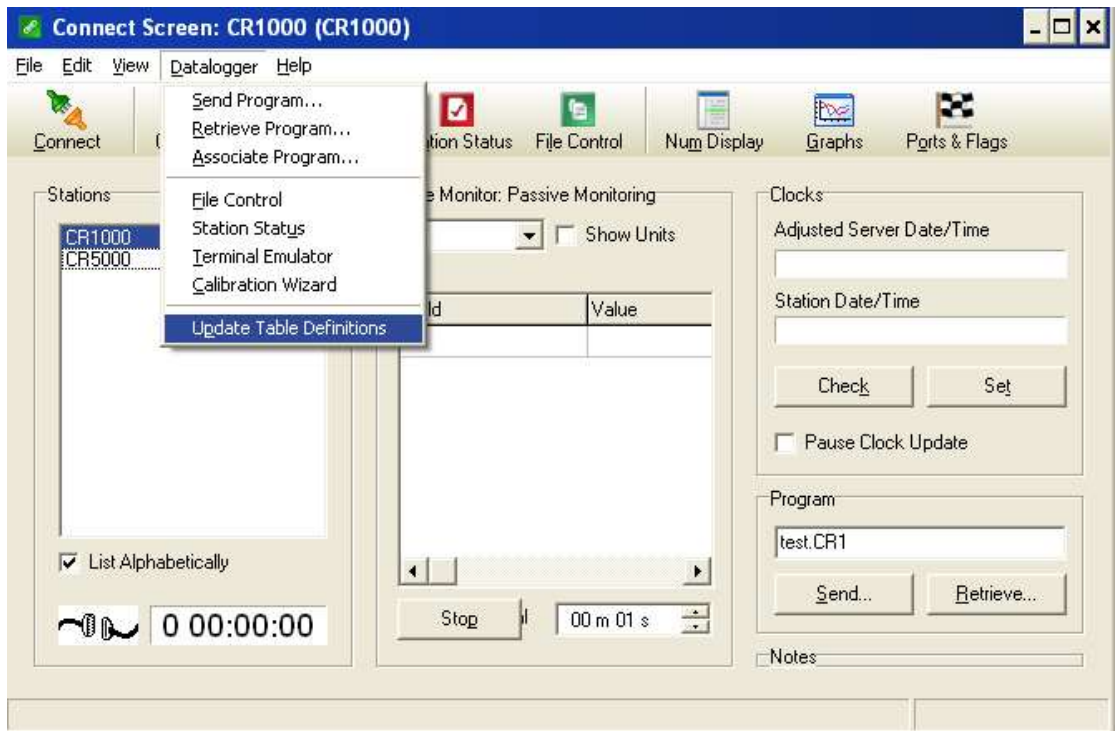 Connect Screen: CR1000 (CR1000)
File Edit View Datalogger Help
Connect
tion Status File Control Num Display Graphs Ports & Flags
Send Program...
Retrieve Program...
Associate Program...
File Control
Station Status
Terminal Emulator
Calibration Wizard
Update Table Definitions
Stations
CR1000
CR5000
List Alphabetically
0 00:00:00
e Monitor: Passive Monitoring
Show Units
ld Value
Stop 00 m 01 s
Clocks
Adjusted Server Date/Time
Station Date/Time
Check Set
Pause Clock Update
Program
test.CR1
Send... Retrieve...
Notes